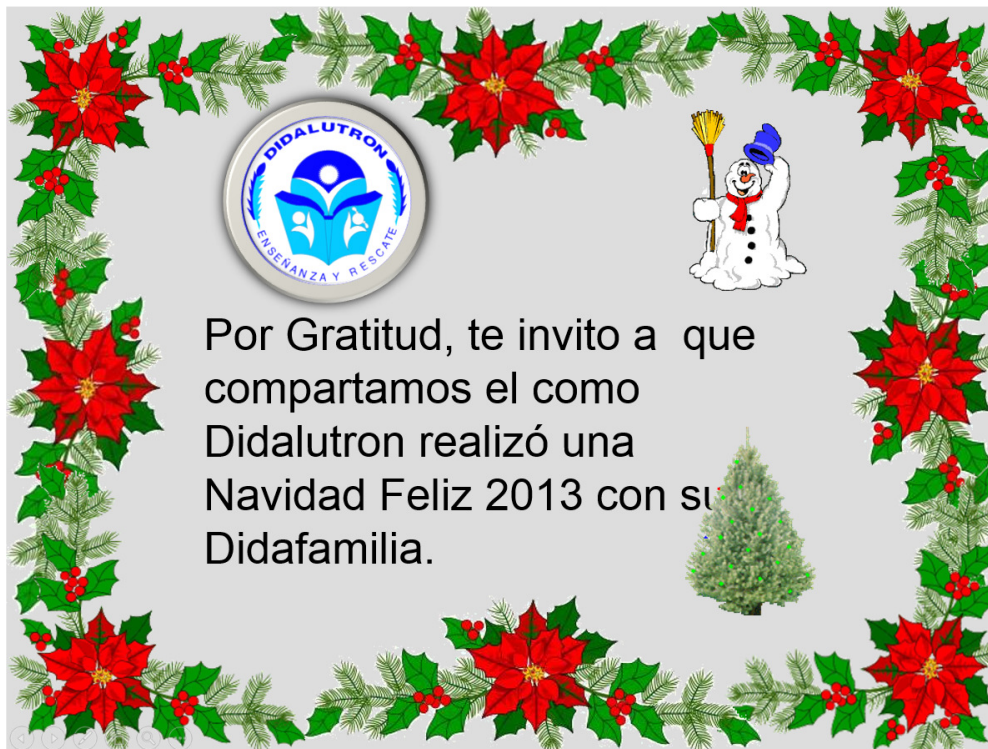 DIDALUTRON
ENSEÑANZA Y RESCATE
Por Gratitud, te invito a  que
compartamos el como
Didalutron realizó una
Navidad Feliz 2013 con su
Didafamilia.